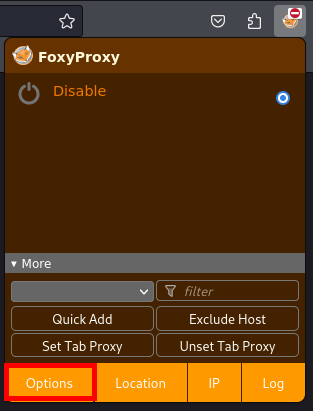 FoxyProxy
Disable
▾ More
filter
Quick Add Exclude Host
Set Tab Proxy Unset Tab Proxy
Options Location IP Log